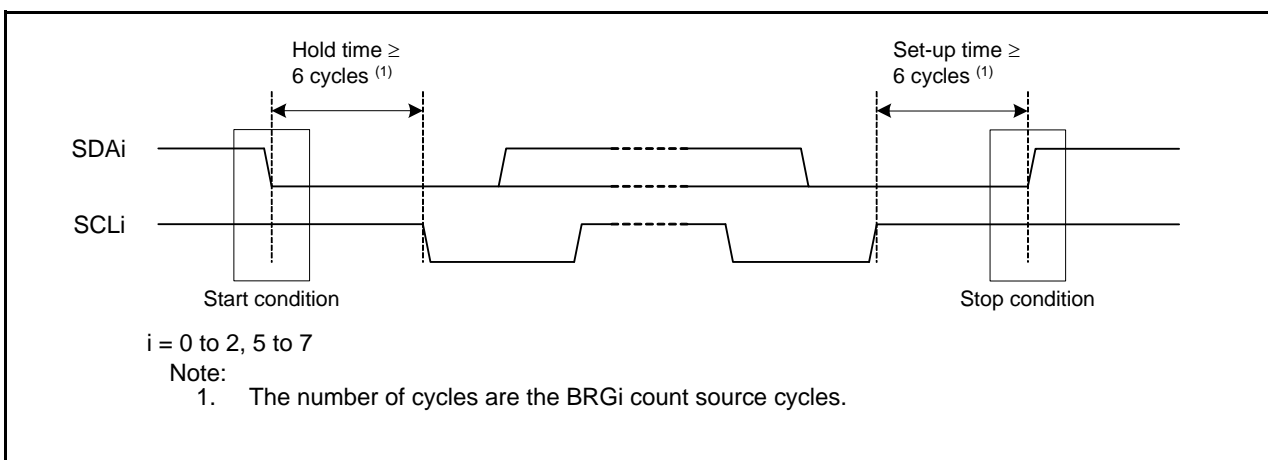 Hold time ≥
6 cycles (1)
Set-up time ≥
6 cycles (1)
SDAi
SCLi
Start condition
Stop condition
i = 0 to 2, 5 to 7
Note:
1. The number of cycles are the BRGi count source cycles.